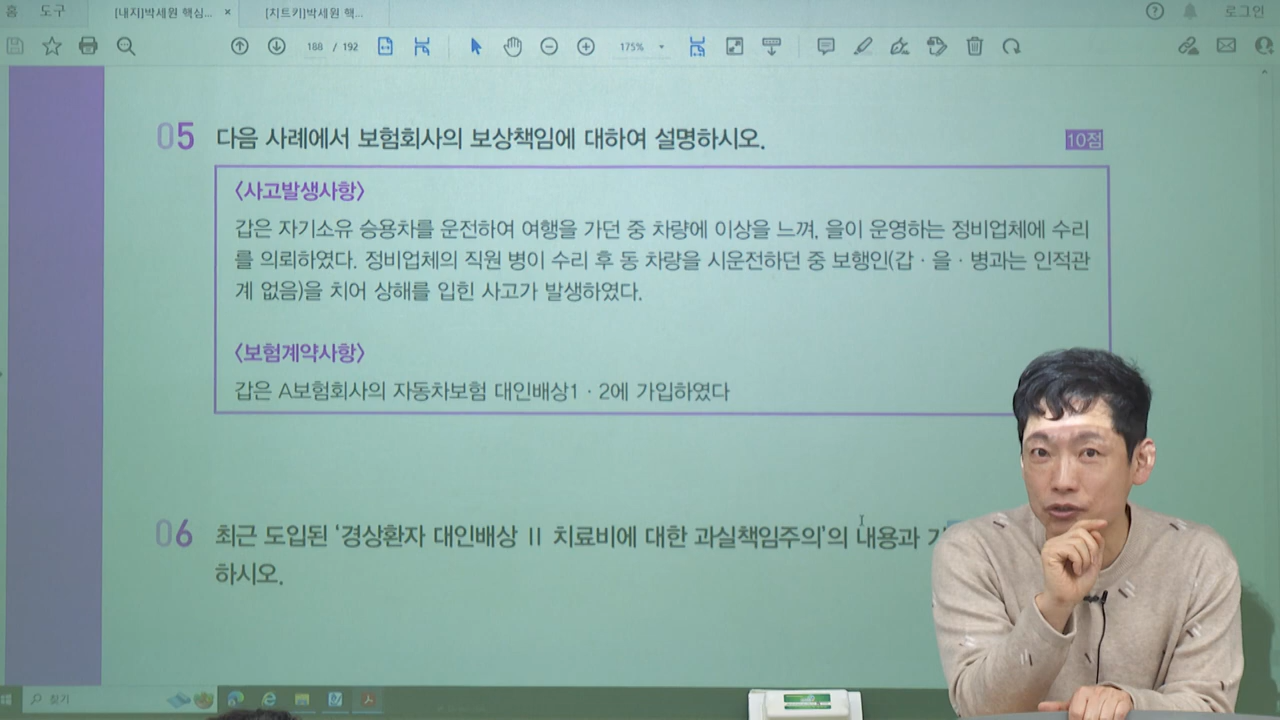 홈 도구 [내지]박세원 핵심... × [치트키]박세원 핵... 로그인
188 / 192 175%
05 다음 사례에서 보험회사의 보상책임에 대하여 설명하시오. 10점
<사고발생사항>
갑은 자기소유 승용차를 운전하여 여행을 가던 중 차량에 이상을 느껴, 을이 운영하는 정비업체에 수리
를 의뢰하였다. 정비업체의 직원 병이 수리 후 동 차량을 시운전하던 중 보행인(갑 · 을 · 병과는 인적관
계 없음)을 치어 상해를 입힌 사고가 발생하였다.
<보험계약사항>
갑은 A보험회사의 자동차보험 대인배상1 · 2에 가입하였다
06 최근 도입된 '경상환자 대인배상 II 치료비에 대한 과실책임주의'의 내용과
하시오.
찾기